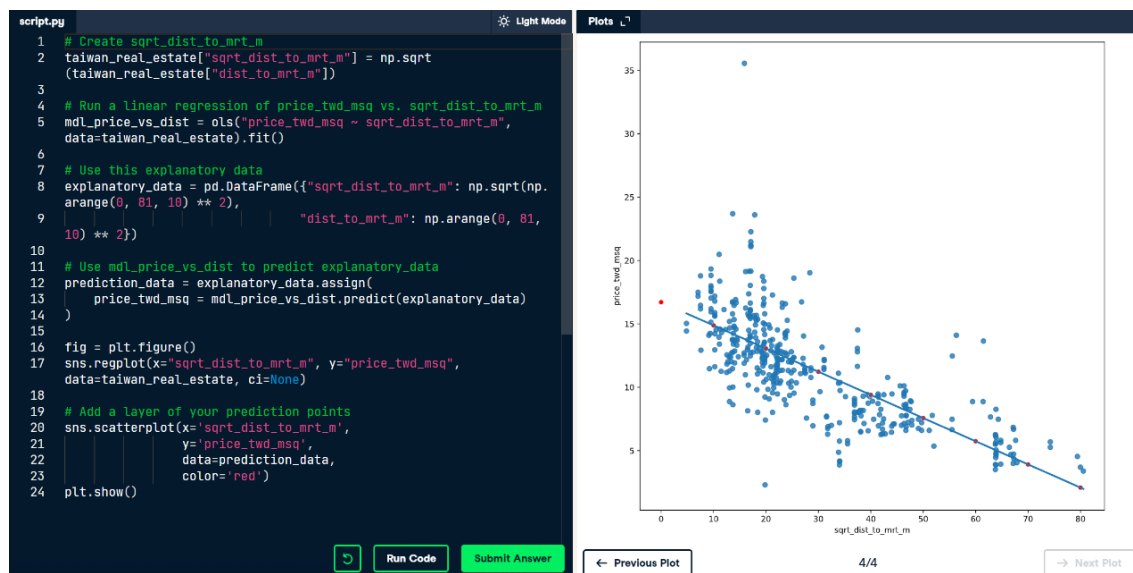 script.py
Light Mode
1 # Create sqrt_dist_to_mrt_m
2 taiwan_real_estate["sqrt_dist_to_mrt_m"] = np.sqrt
(taiwan_real_estate["dist_to_mrt_m"])
3
4 # Run a linear regression of price_twd_msq vs. sqrt_dist_to_mrt_m
5 mdl_price_vs_dist = ols("price_twd_msq ~ sqrt_dist_to_mrt_m",
data=taiwan_real_estate).fit()
6
7 # Use this explanatory data
8 explanatory_data = pd.DataFrame({"sqrt_dist_to_mrt_m": np.sqrt(np.
arange(0, 81, 10) ** 2),
9 "dist_to_mrt_m": np.arange(0, 81,
10) ** 2})
10
11 # Use mdl_price_vs_dist to predict explanatory_data
12 prediction_data = explanatory_data.assign(
13 price_twd_msq = mdl_price_vs_dist.predict(explanatory_data)
14 )
15
16 fig = plt.figure()
17 sns.regplot(x="sqrt_dist_to_mrt_m", y="price_twd_msq",
data=taiwan_real_estate, ci=None)
18
19 # Add a layer of your prediction points
20 sns.scatterplot(x='sqrt_dist_to_mrt_m',
21 y='price_twd_msq',
22 data=prediction_data,
23 color='red')
24 plt.show()
Run Code
Submit Answer
Plots
35
30
25
20
15
10
5
price_twd_msq
0 10 20 30 40 50 60 70 80
sqrt_dist_to_mrt_m
← Previous Plot
4/4
→ Next Plot